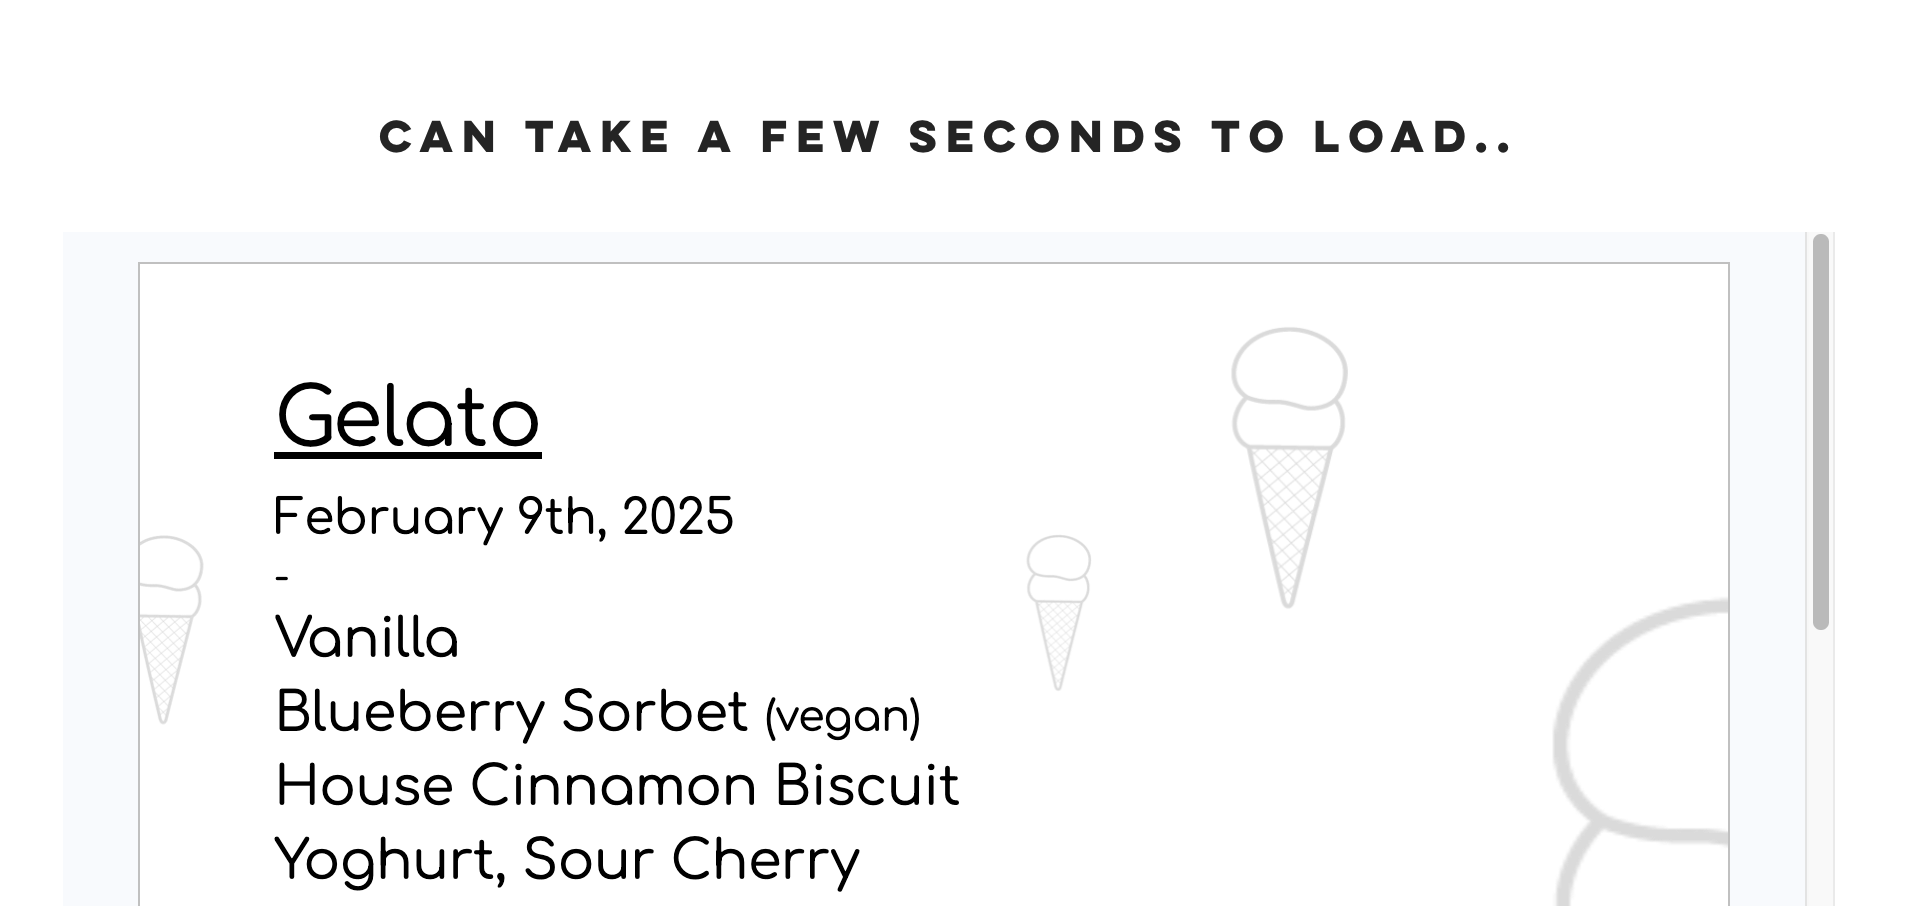 CAN TAKE A FEW SECONDS TO LOAD..
Gelato
February 9th, 2025
-
Vanilla
Blueberry Sorbet (vegan)
House Cinnamon Biscuit
Yoghurt, Sour Cherry